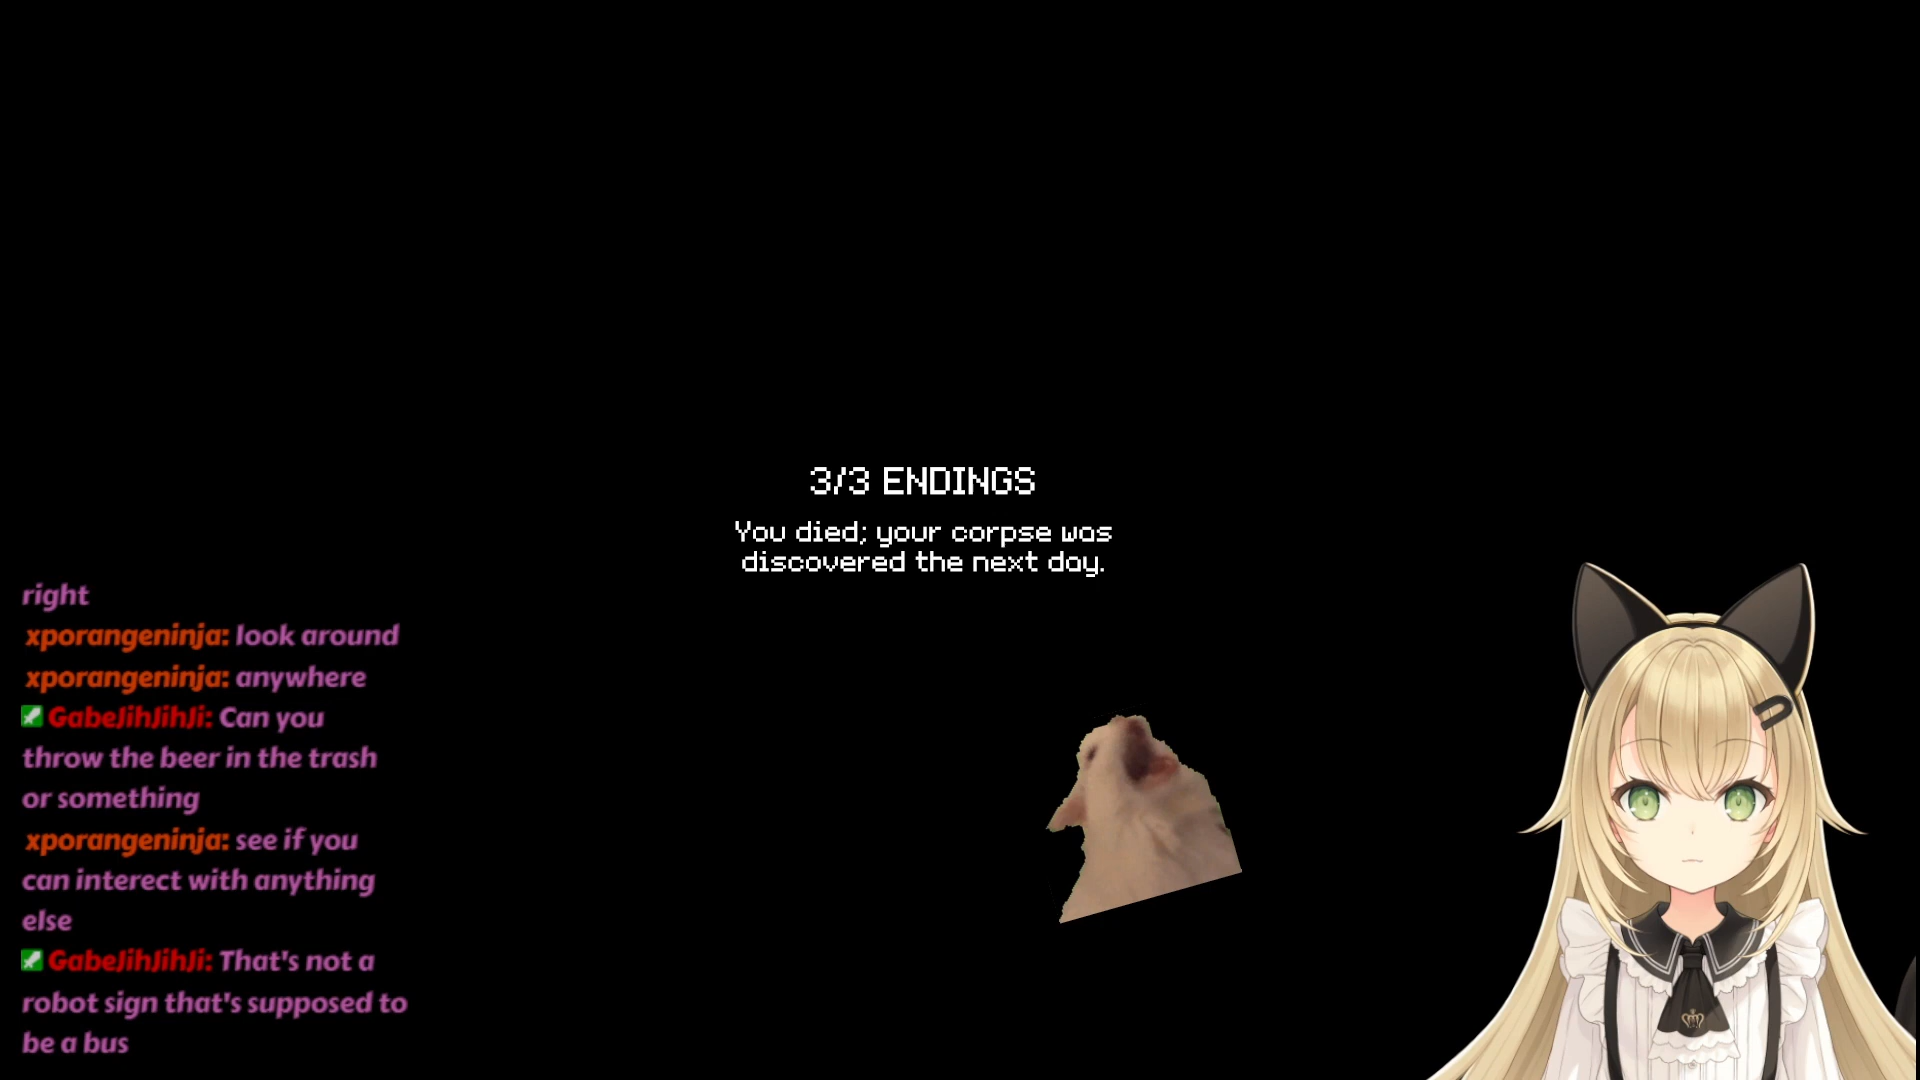 3/3 ENDINGS
You died; your corpse was
discovered the next day.
right
xporangeninja: look around
xporangeninja: anywhere
GabeJihJihJi: Can you
throw the beer in the trash
or something
xporangeninja: see if you
can interect with anything
else
GabeJihJihJi: That's not a
robot sign that's supposed to
be a bus